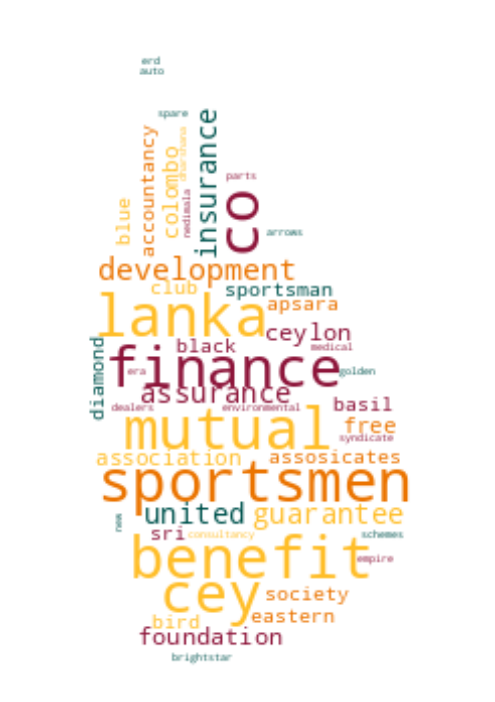 erd
auto
spare
insurance
accountancy
colombo
dharshana
parts
co
nedimala
blue
arrows
development
club
sportsman
apsara
lanka
ceylon
black
medical
diamond
finance
era
golden
assurance
dealers
environmental
basil
mutual
free
syndicate
association
assosicates
sportsmen
united
guarantee
new
sri
consultancy
schemes
benefit
empire
cey
society
bird
eastern
foundation
brightstar